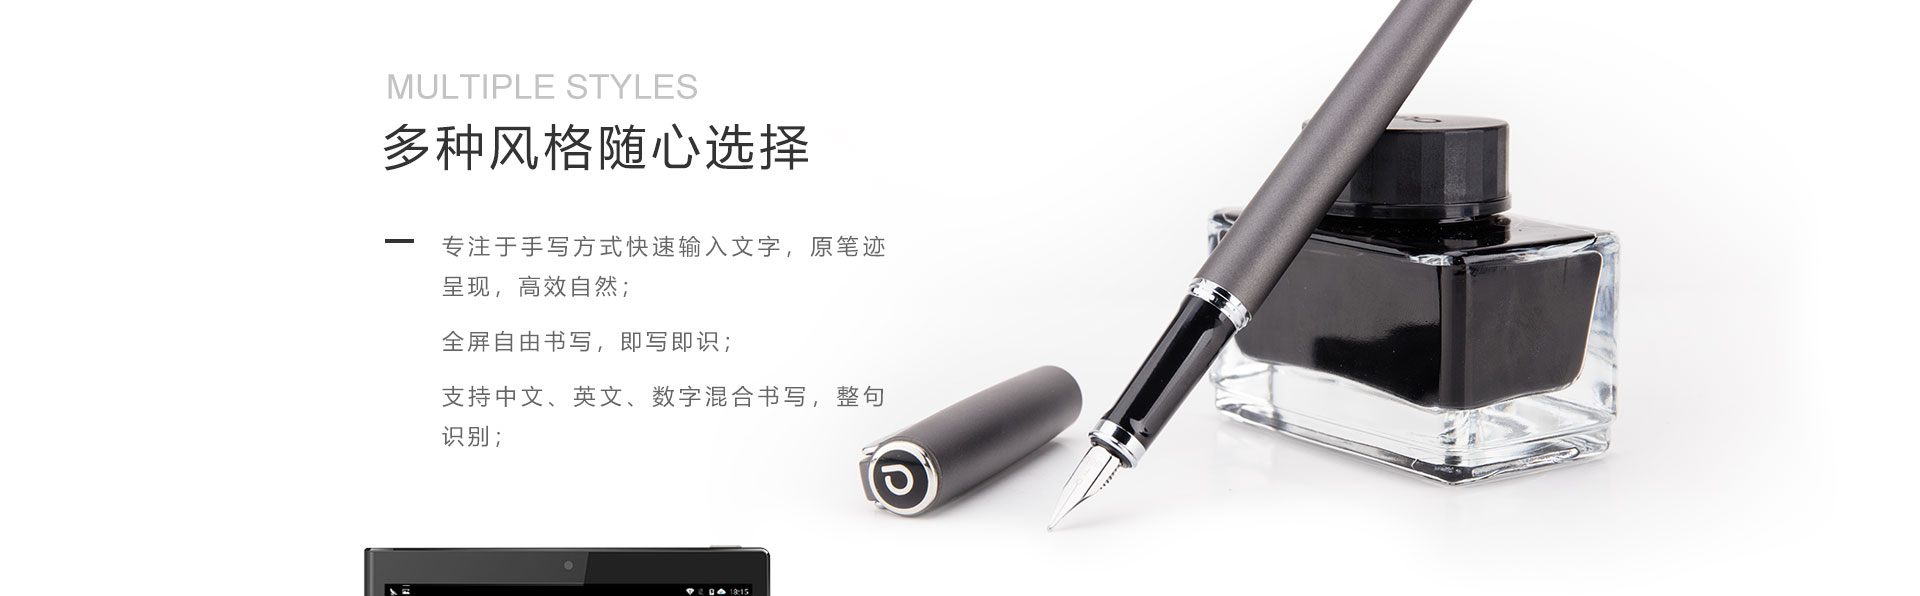 MULTIPLE STYLES
多种风格随心选择
专注于手写方式快速输入文字，原笔迹
呈现，高效自然；
全屏自由书写，即写即识；
支持中文、英文、数字混合书写，整句
识别；
18:15